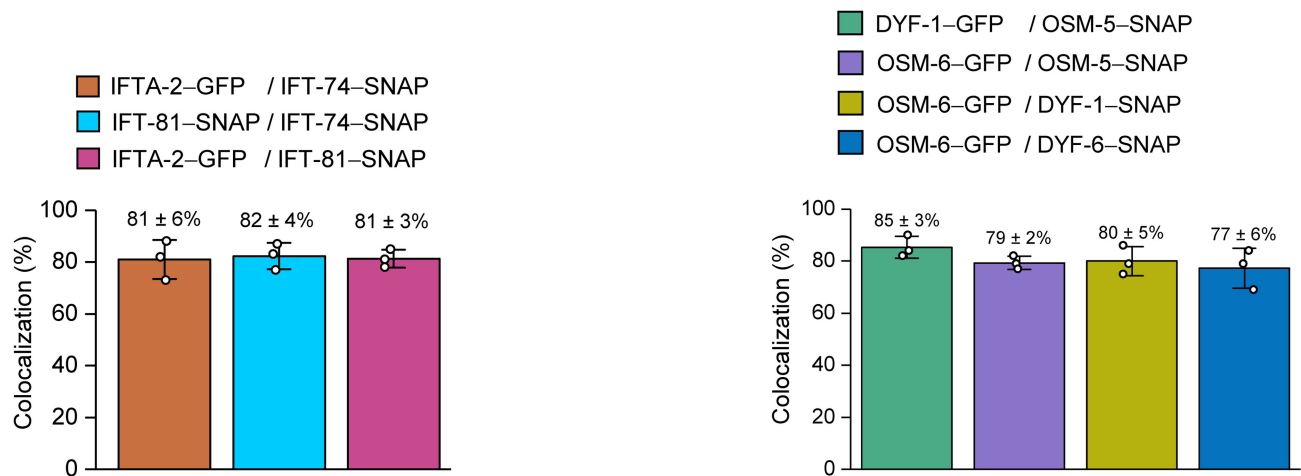 IFTA-2–GFP / IFT-74–SNAP
IFT-81–SNAP / IFT-74–SNAP
IFTA-2–GFP / IFT-81–SNAP
Colocalization (%)
100
80
60
40
20
0
81 ± 6%
82 ± 4%
81 ± 3%
DYF-1–GFP / OSM-5–SNAP
OSM-6–GFP / OSM-5–SNAP
OSM-6–GFP / DYF-1–SNAP
OSM-6–GFP / DYF-6–SNAP
Colocalization (%)
100
80
60
40
20
0
85 ± 3%
79 ± 2%
80 ± 5%
77 ± 6%